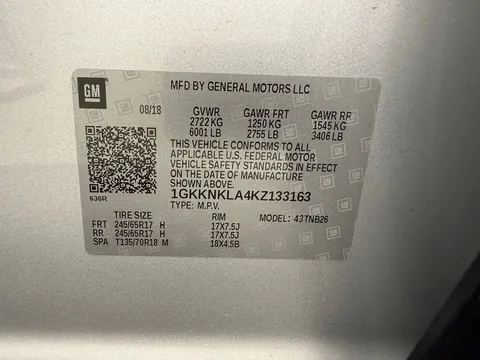 GM
MFD BY GENERAL MOTORS LLC
08/18 GVWR GAWR FRT GAWR RR
2722 KG 1250 KG 1545 KG
6001 LB 2755 LB 3406 LB
THIS VEHICLE CONFORMS TO ALL
APPLICABLE U.S. FEDERAL MOTOR
VEHICLE SAFETY STANDARDS IN EFFECT
ON THE DATE OF MANUFACTURE
SHOWN ABOVE.
1GKKNKLA4KZ133163
636R TYPE: M.P.V.
TIRE SIZE RIM MODEL: 43TNB26
FRT 245/65R17 H 17X7.5J
RR 245/65R17 H 17X7.5J
SPA T135/70R18 M 18X4.5B